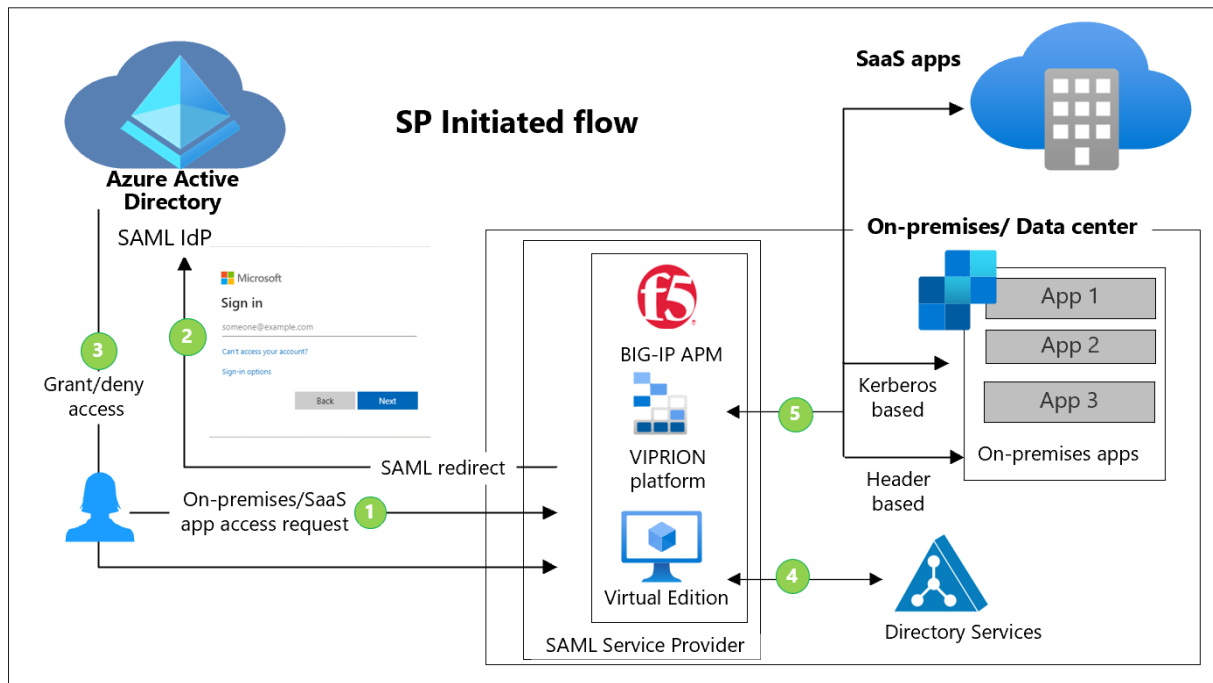 SaaS apps
SP Initiated flow
Azure Active
Directory
SAML IdP
On-premises/ Data center
Microsoft
Sign in
someone@example.com
Can't access your account?
Sign-in options
Back
Next
2
3
Grant/deny
access
f5
BIG-IP APM
VIPRION
platform
Virtual Edition
SAML Service Provider
App 1
App 2
App 3
On-premises apps
Kerberos
based
5
Header
based
SAML redirect
On-premises/SaaS
app access request
1
4
Directory Services